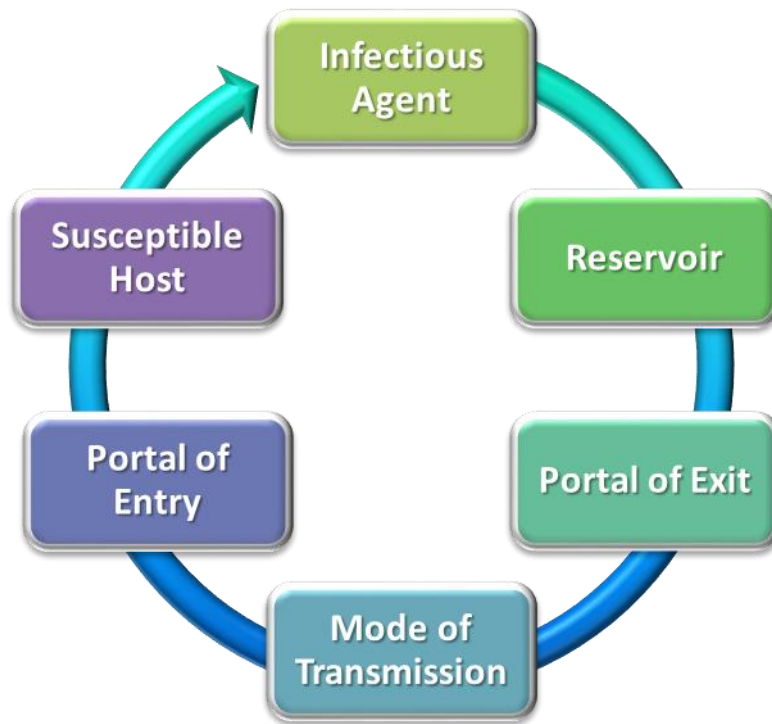 Infectious
Agent
Reservoir
Portal of Exit
Mode of
Transmission
Portal of
Entry
Susceptible
Host